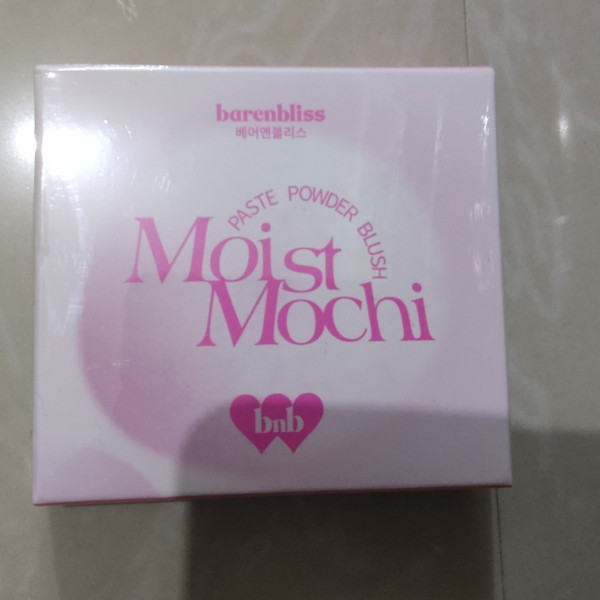 barenbliss
베어앤블리스
PASTE POWDER BLUSH
Moist
Mochi
bnb